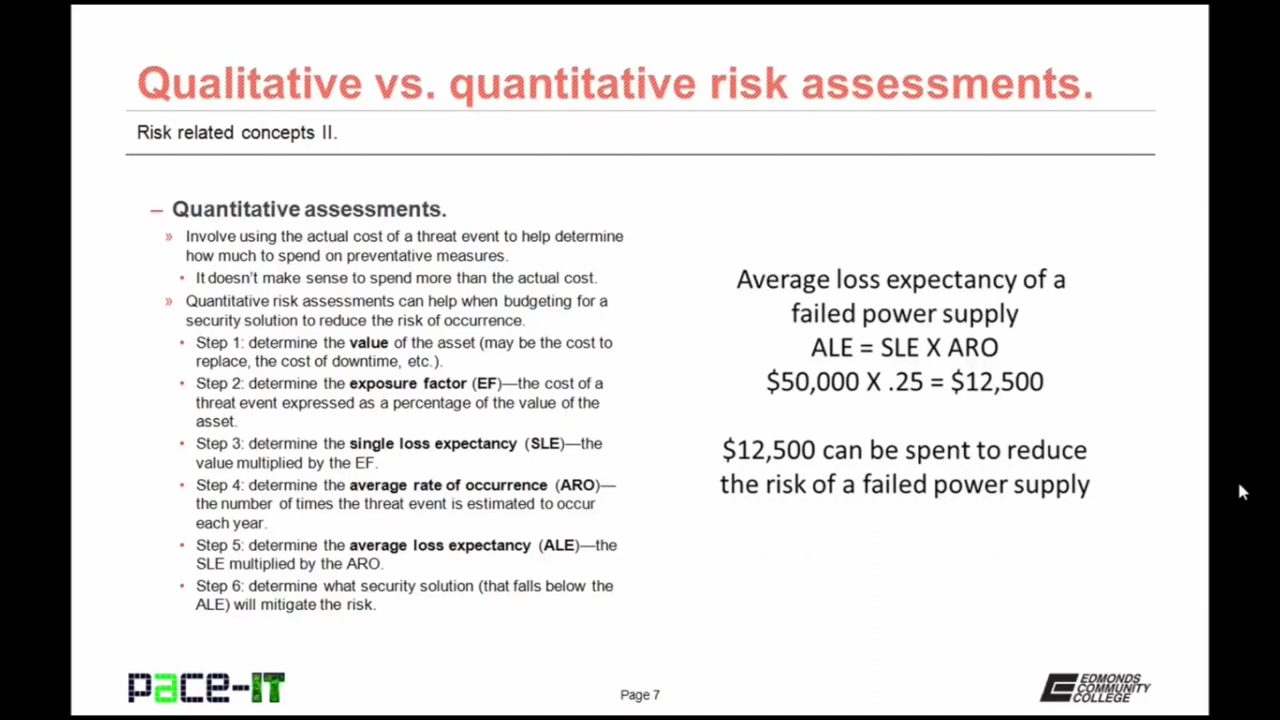 Qualitative vs. quantitative risk assessments.
Risk related concepts II.
– Quantitative assessments.
» Involve using the actual cost of a threat event to help determine
how much to spend on preventative measures.
• It doesn't make sense to spend more than the actual cost.
» Quantitative risk assessments can help when budgeting for a
security solution to reduce the risk of occurrence.
• Step 1: determine the value of the asset (may be the cost to
replace, the cost of downtime, etc.).
• Step 2: determine the exposure factor (EF)—the cost of a
threat event expressed as a percentage of the value of the
asset.
• Step 3: determine the single loss expectancy (SLE)—the
value multiplied by the EF.
• Step 4: determine the average rate of occurrence (ARO)—
the number of times the threat event is estimated to occur
each year.
• Step 5: determine the average loss expectancy (ALE)—the
SLE multiplied by the ARO.
• Step 6: determine what security solution (that falls below the
ALE) will mitigate the risk.
Average loss expectancy of a
failed power supply
ALE = SLE X ARO
$50,000 X .25 = $12,500
$12,500 can be spent to reduce
the risk of a failed power supply
pace-IT
Page 7
EDMONDS
COMMUNITY
COLLEGE